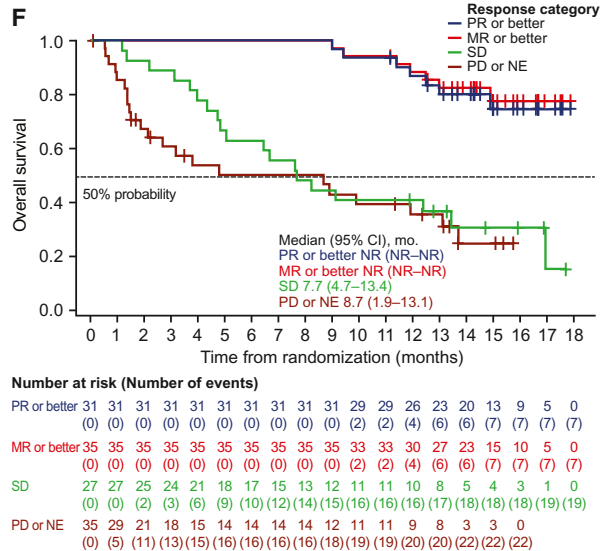 F
Response category
PR or better
MR or better
SD
PD or NE
1.0
0.8
0.6
0.4
0.2
0.0
Overall survival
50% probability
Median (95% CI), mo.
PR or better NR (NR–NR)
MR or better NR (NR–NR)
SD 7.7 (4.7–13.4)
PD or NE 8.7 (1.9–13.1)
0 1 2 3 4 5 6 7 8 9 10 11 12 13 14 15 16 17 18
Time from randomization (months)
Number at risk (Number of events)
PR or better 31 31 31 31 31 31 31 31 31 31 29 29 26 23 20 13 9 5 0
(0) (0) (0) (0) (0) (0) (0) (0) (0) (0) (2) (2) (4) (6) (6) (7) (7) (7) (7)
MR or better 35 35 35 35 35 35 35 35 35 35 33 33 30 27 23 15 10 5 0
(0) (0) (0) (0) (0) (0) (0) (0) (0) (0) (2) (2) (4) (6) (6) (7) (7) (7) (7)
SD 27 27 25 24 21 18 17 15 13 12 11 11 10 8 5 4 3 1 0
(0) (0) (2) (3) (6) (9) (10) (12) (14) (15) (16) (16) (16) (17) (18) (18) (18) (19) (19)
PD or NE 35 29 21 18 15 14 14 14 14 12 11 11 9 8 3 3 0
(0) (5) (11) (13) (15) (16) (16) (16) (16) (18) (19) (19) (20) (20) (22) (22) (22)